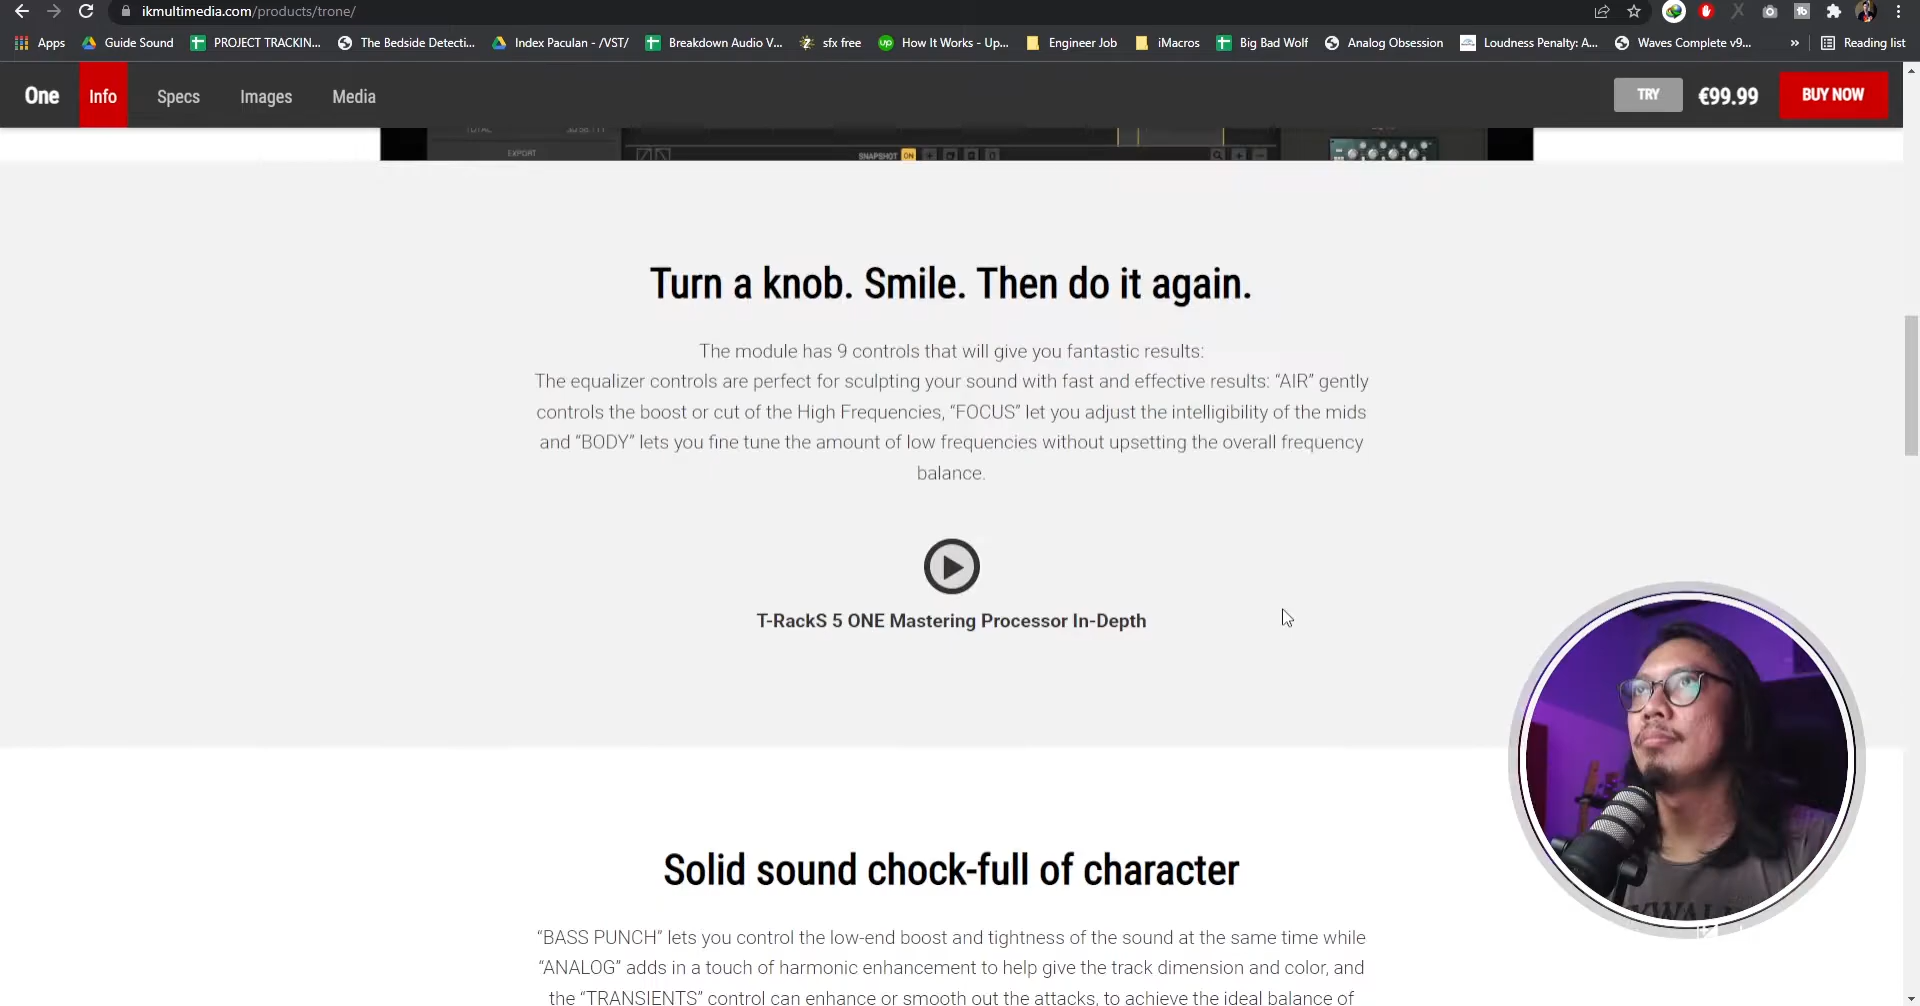 ikmultimedia.com/products/trone/
Apps
Guide Sound
PROJECT TRACKIN...
The Bedside Detecti...
Index Paculan - /VST/
Breakdown Audio V...
sfx free
How It Works - Up...
Engineer Job
iMacros
Big Bad Wolf
Analog Obsession
Loudness Penalty: A...
Waves Complete v9...
»
Reading list
One
Info
Specs
Images
Media
TRY
€99.99
BUY NOW
TOTAL
EXPORT
SNAPSHOT ON
Turn a knob. Smile. Then do it again.
The module has 9 controls that will give you fantastic results:
The equalizer controls are perfect for sculpting your sound with fast and effective results: “AIR” gently
controls the boost or cut of the High Frequencies, “FOCUS” let you adjust the intelligibility of the mids
and “BODY” lets you fine tune the amount of low frequencies without upsetting the overall frequency
balance.
T-RackS 5 ONE Mastering Processor In-Depth
Solid sound chock-full of character
“BASS PUNCH” lets you control the low-end boost and tightness of the sound at the same time while
“ANALOG” adds in a touch of harmonic enhancement to help give the track dimension and color, and
the “TRANSIENTS” control can enhance or smooth out the attacks, to achieve the ideal balance of